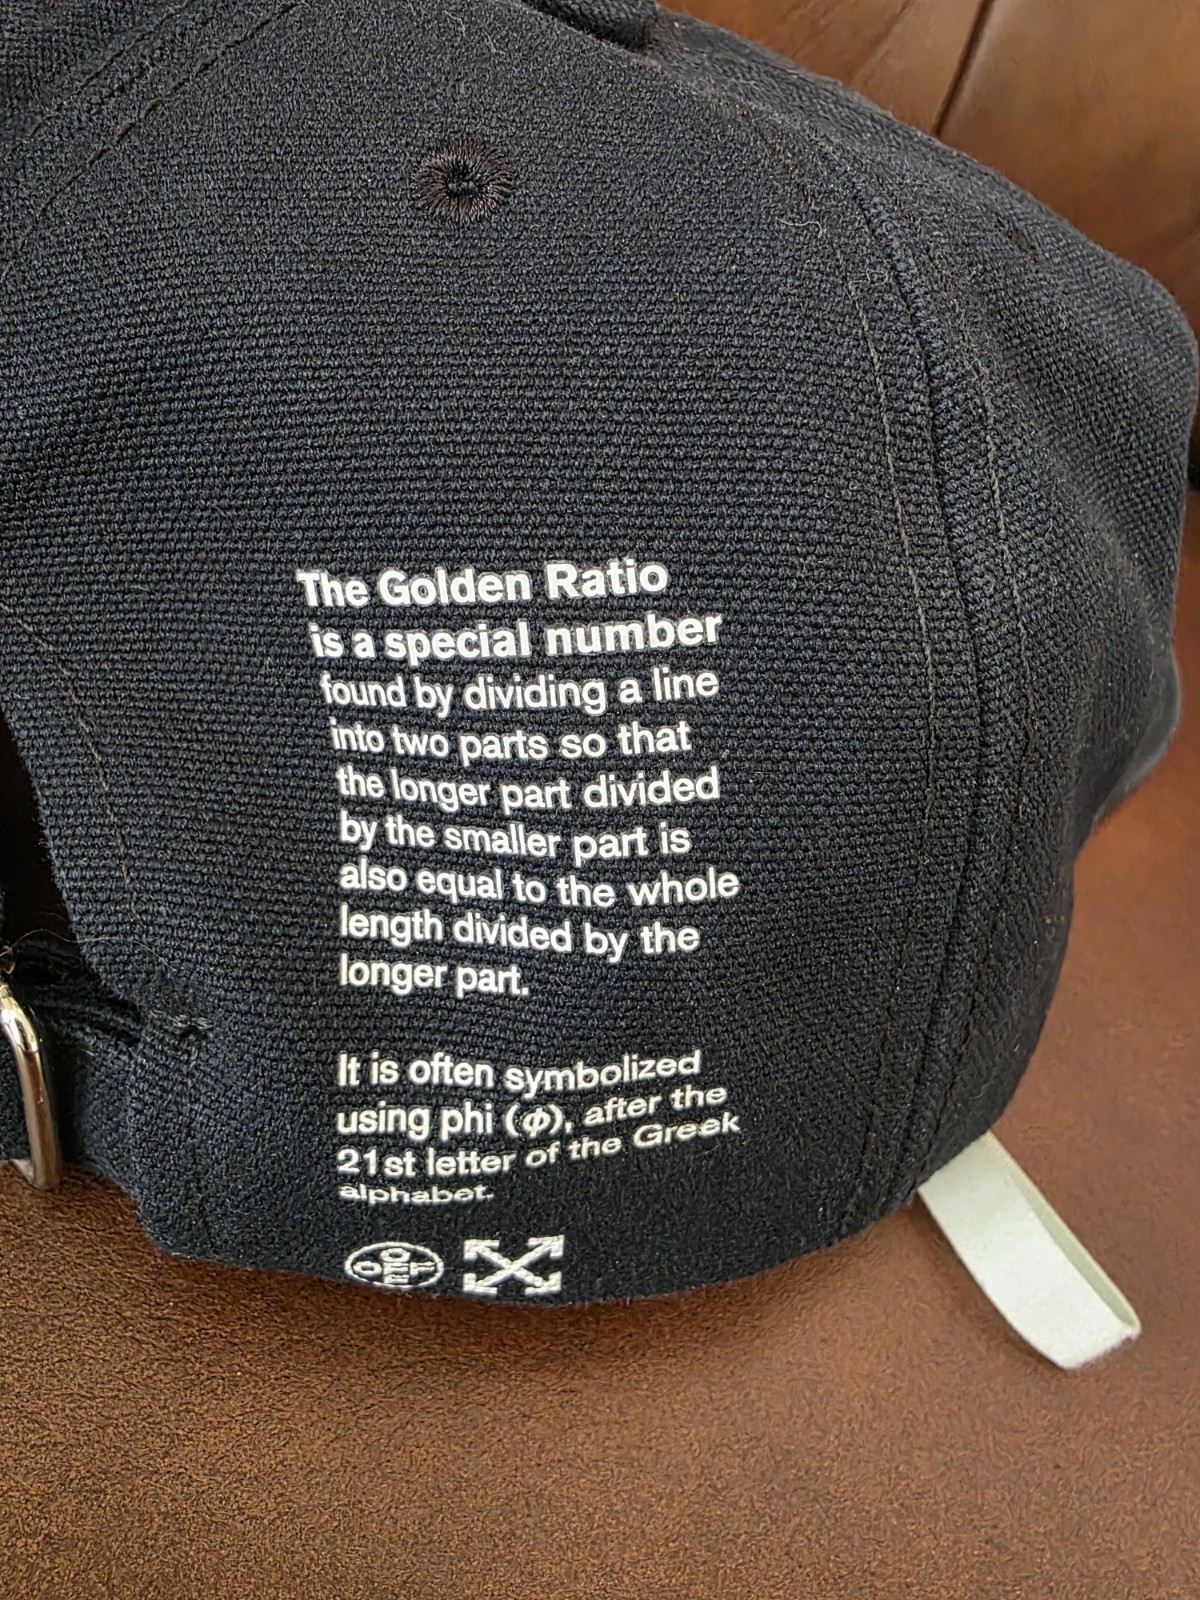 The Golden Ratio
is a special number
found by dividing a line
into two parts so that
the longer part divided
by the smaller part is
also equal to the whole
length divided by the
longer part.
It is often symbolized
using phi (ϕ), after the
21st letter of the Greek
alphabet.
OFF
OFF